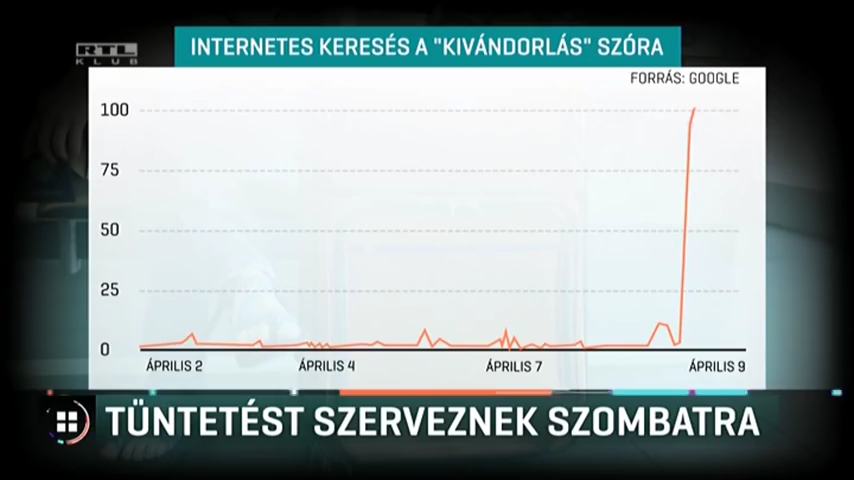 RTL
KLUB
INTERNETES KERESÉS A "KIVÁNDORLÁS" SZÓRA
FORRÁS: GOOGLE
100
75
50
25
0
ÁPRILIS 2
ÁPRILIS 4
ÁPRILIS 7
ÁPRILIS 9
TÜNTETÉST SZERVEZNEK SZOMBATRA